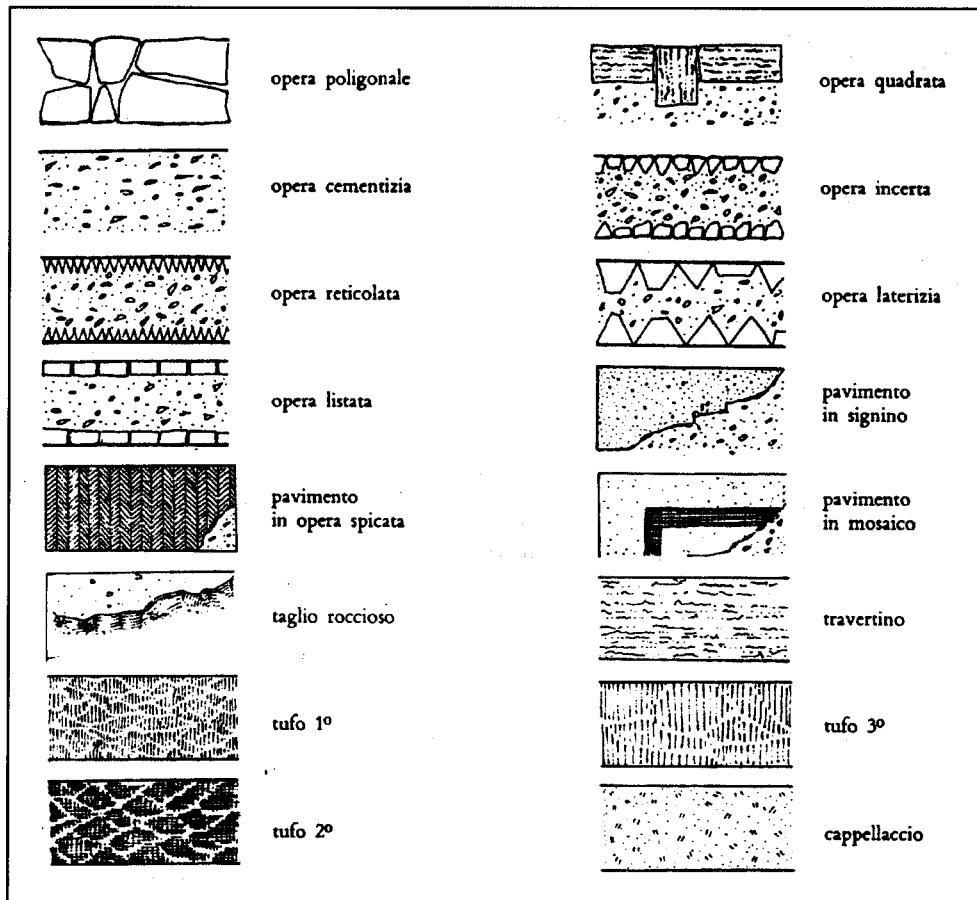 opera poligonale
opera quadrata
opera cementizia
opera incerta
opera reticolata
opera laterizia
opera listata
pavimento
in signino
pavimento
in opera spicata
pavimento
in mosaico
taglio roccioso
travertino
tufo 1º
tufo 3º
tufo 2º
cappellaccio